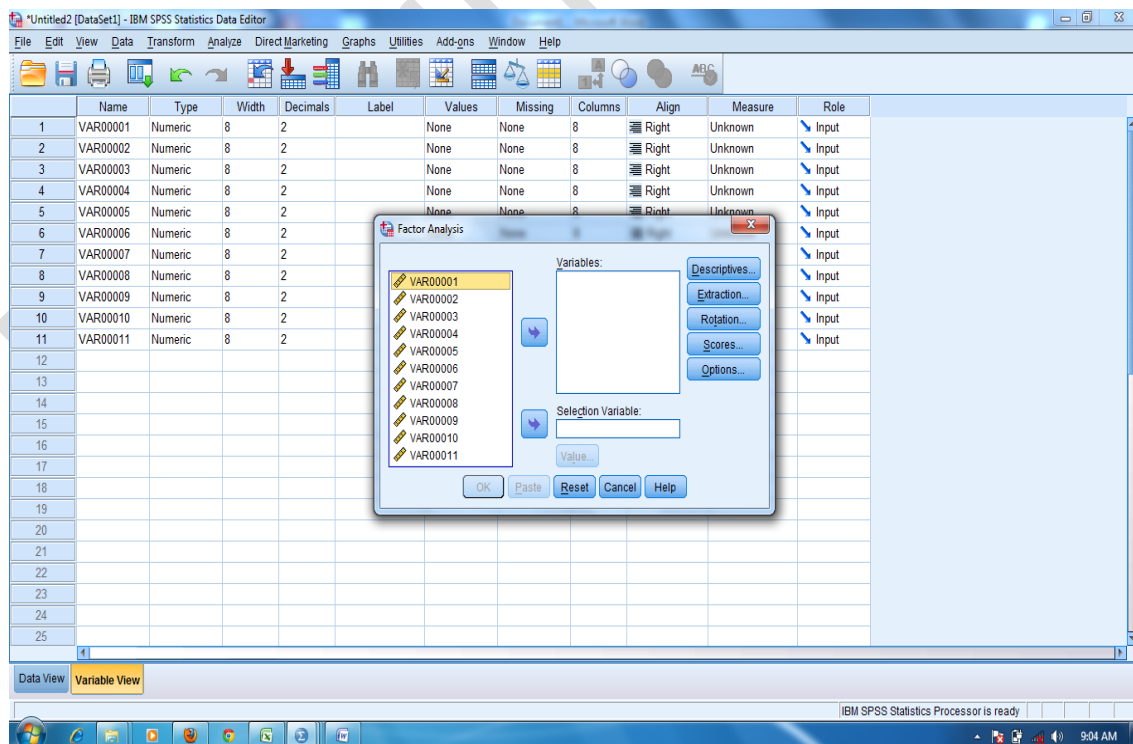 *Untitled2 [DataSet1] - IBM SPSS Statistics Data Editor
File Edit View Data Transform Analyze Direct Marketing Graphs Utilities Add-ons Window Help
Name Type Width Decimals Label Values Missing Columns Align Measure Role
1 VAR00001 Numeric 8 2 None None 8 Right Unknown Input
2 VAR00002 Numeric 8 2 None None 8 Right Unknown Input
3 VAR00003 Numeric 8 2 None None 8 Right Unknown Input
4 VAR00004 Numeric 8 2 None None 8 Right Unknown Input
5 VAR00005 Numeric 8 2 None None 8 Right Unknown Input
6 VAR00006 Numeric 8 2 Input
7 VAR00007 Numeric 8 2 Input
8 VAR00008 Numeric 8 2 Input
9 VAR00009 Numeric 8 2 Input
10 VAR00010 Numeric 8 2 Input
11 VAR00011 Numeric 8 2 Input
12
13
14
15
16
17
18
19
20
21
22
23
24
25
Factor Analysis
VAR00001
VAR00002
VAR00003
VAR00004
VAR00005
VAR00006
VAR00007
VAR00008
VAR00009
VAR00010
VAR00011
Variables:
Descriptives...
Extraction...
Rotation...
Scores...
Options...
Selection Variable:
Value...
OK Paste Reset Cancel Help
Data View Variable View
IBM SPSS Statistics Processor is ready
9:04 AM